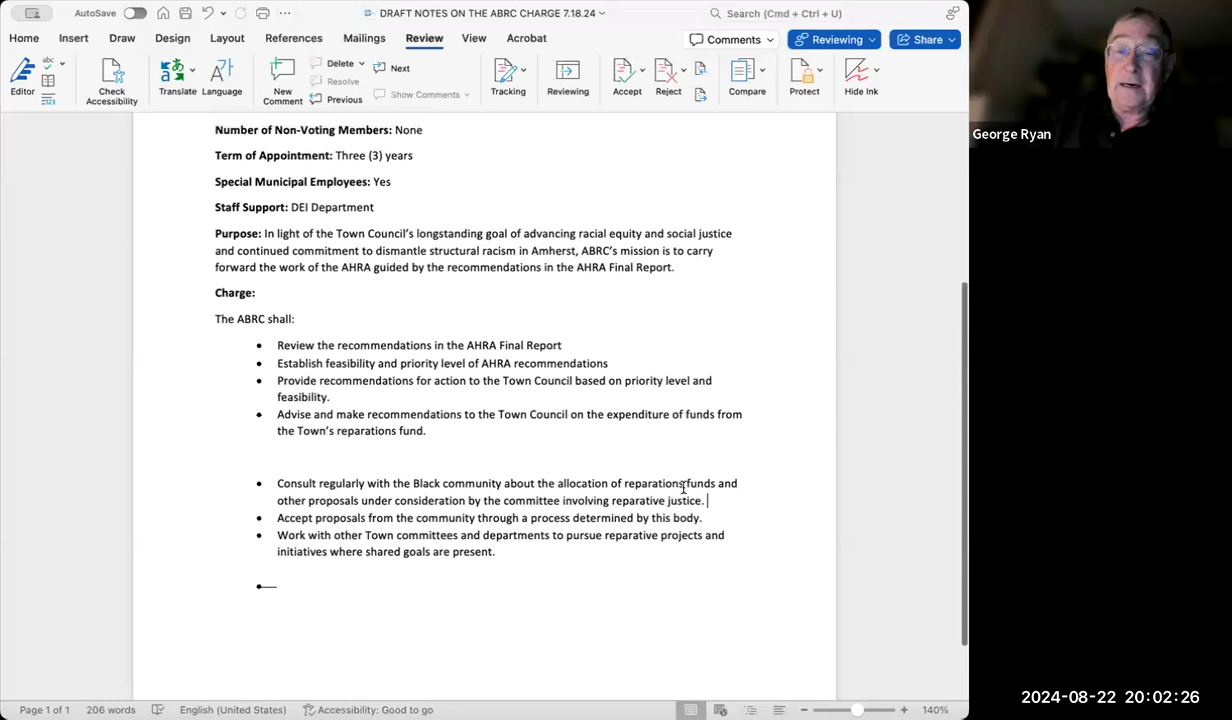 AutoSave
DRAFT NOTES ON THE ABRC CHARGE 7.18.24
Search (Cmd + Ctrl + U)
Home Insert Draw Design Layout References Mailings Review View Acrobat
Comments Reviewing Share
Editor
abc
123
Check Accessibility
Translate Language
New Comment
Delete
Resolve
Previous
Next
Show Comments
Tracking
Reviewing
Accept Reject
Compare
Protect
Hide Ink
Number of Non-Voting Members: None
Term of Appointment: Three (3) years
Special Municipal Employees: Yes
Staff Support: DEI Department
Purpose: In light of the Town Council's longstanding goal of advancing racial equity and social justice
and continued commitment to dismantle structural racism in Amherst, ABRC's mission is to carry
forward the work of the AHRA guided by the recommendations in the AHRA Final Report.
Charge:
The ABRC shall:
• Review the recommendations in the AHRA Final Report
• Establish feasibility and priority level of AHRA recommendations
• Provide recommendations for action to the Town Council based on priority level and
feasibility.
• Advise and make recommendations to the Town Council on the expenditure of funds from
the Town's reparations fund.
• Consult regularly with the Black community about the allocation of reparations funds and
other proposals under consideration by the committee involving reparative justice.
• Accept proposals from the community through a process determined by this body.
• Work with other Town committees and departments to pursue reparative projects and
initiatives where shared goals are present.
Page 1 of 1 206 words English (United States) Accessibility: Good to go 140%
George Ryan
2024-08-22 20:02:26